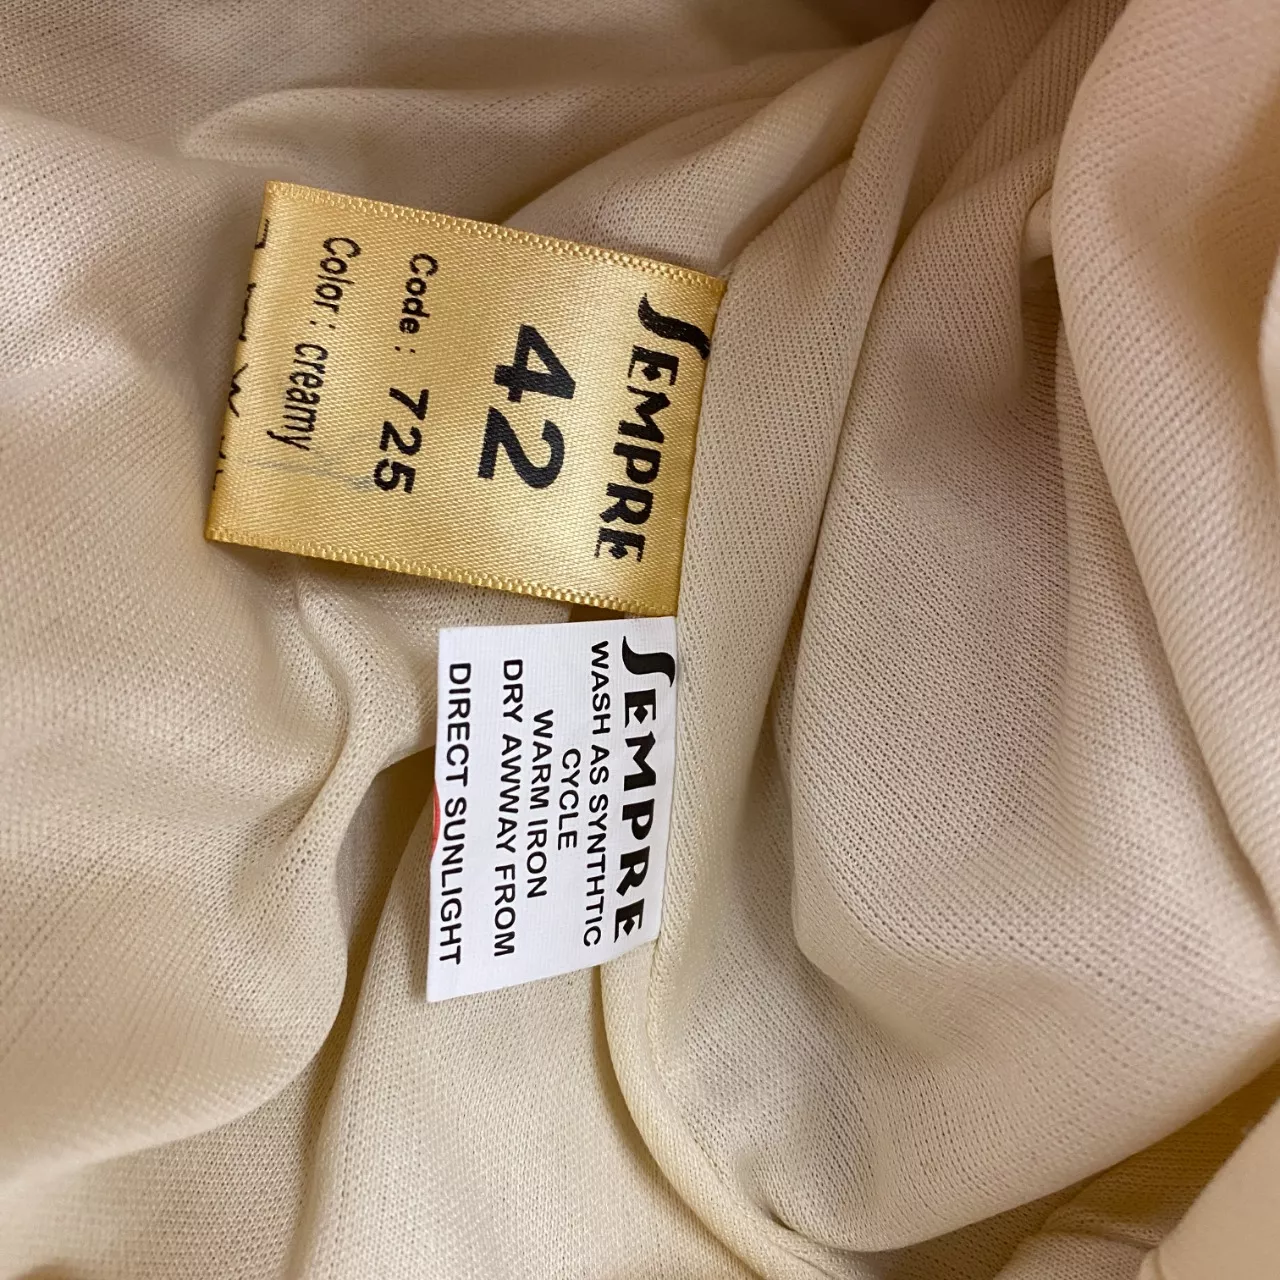 SEMPRE
42
Code : 725
Color : creamy
SEMPRE
WASH AS SYNTHTIC
CYCLE
WARM IRON
DRY AWWAY FROM
DIRECT SUNLIGHT